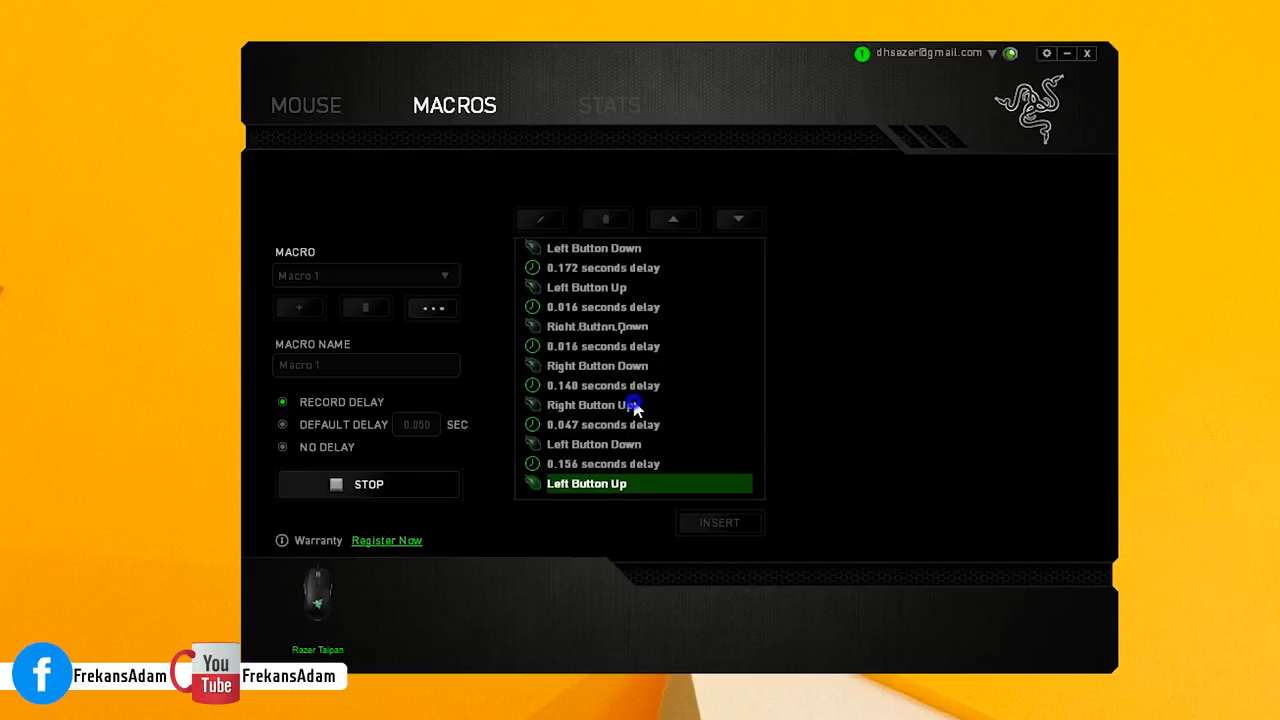 1 dhsezer@gmail.com
X
MOUSE MACROS STATS
MACRO
Macro 1
MACRO NAME
Macro 1
RECORD DELAY
DEFAULT DELAY 0.050 SEC
NO DELAY
STOP
Warranty Register Now
Left Button Down
0.172 seconds delay
Left Button Up
0.016 seconds delay
Right Button Down
0.016 seconds delay
Right Button Down
0.140 seconds delay
Right Button Up
0.047 seconds delay
Left Button Down
0.156 seconds delay
Left Button Up
INSERT
Razer Taipan
f FrekansAdam You Tube FrekansAdam